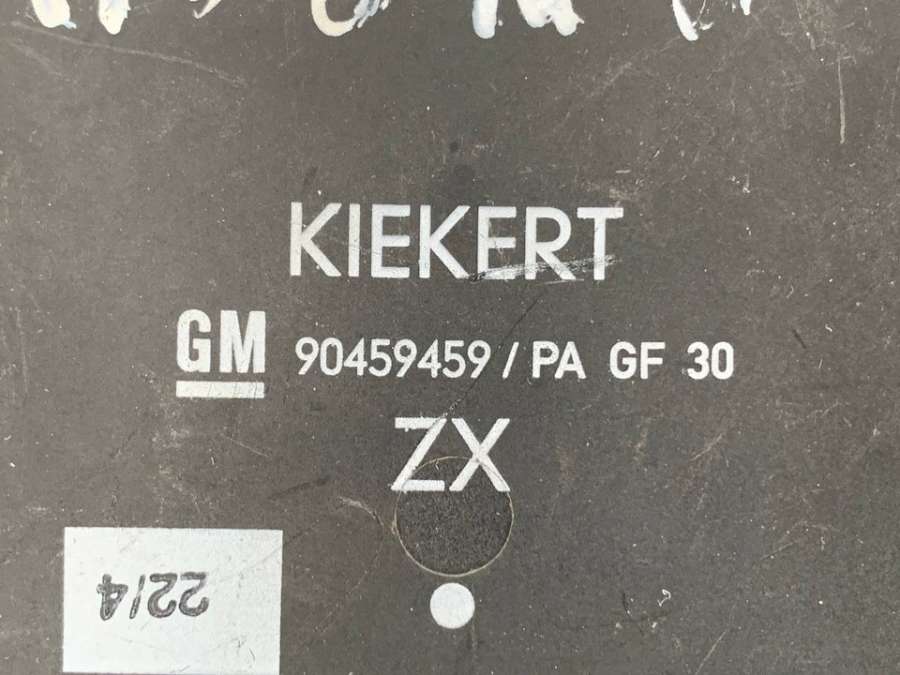 KIEKERT
GM 90459459 / PA GF 30
ZX
22/4